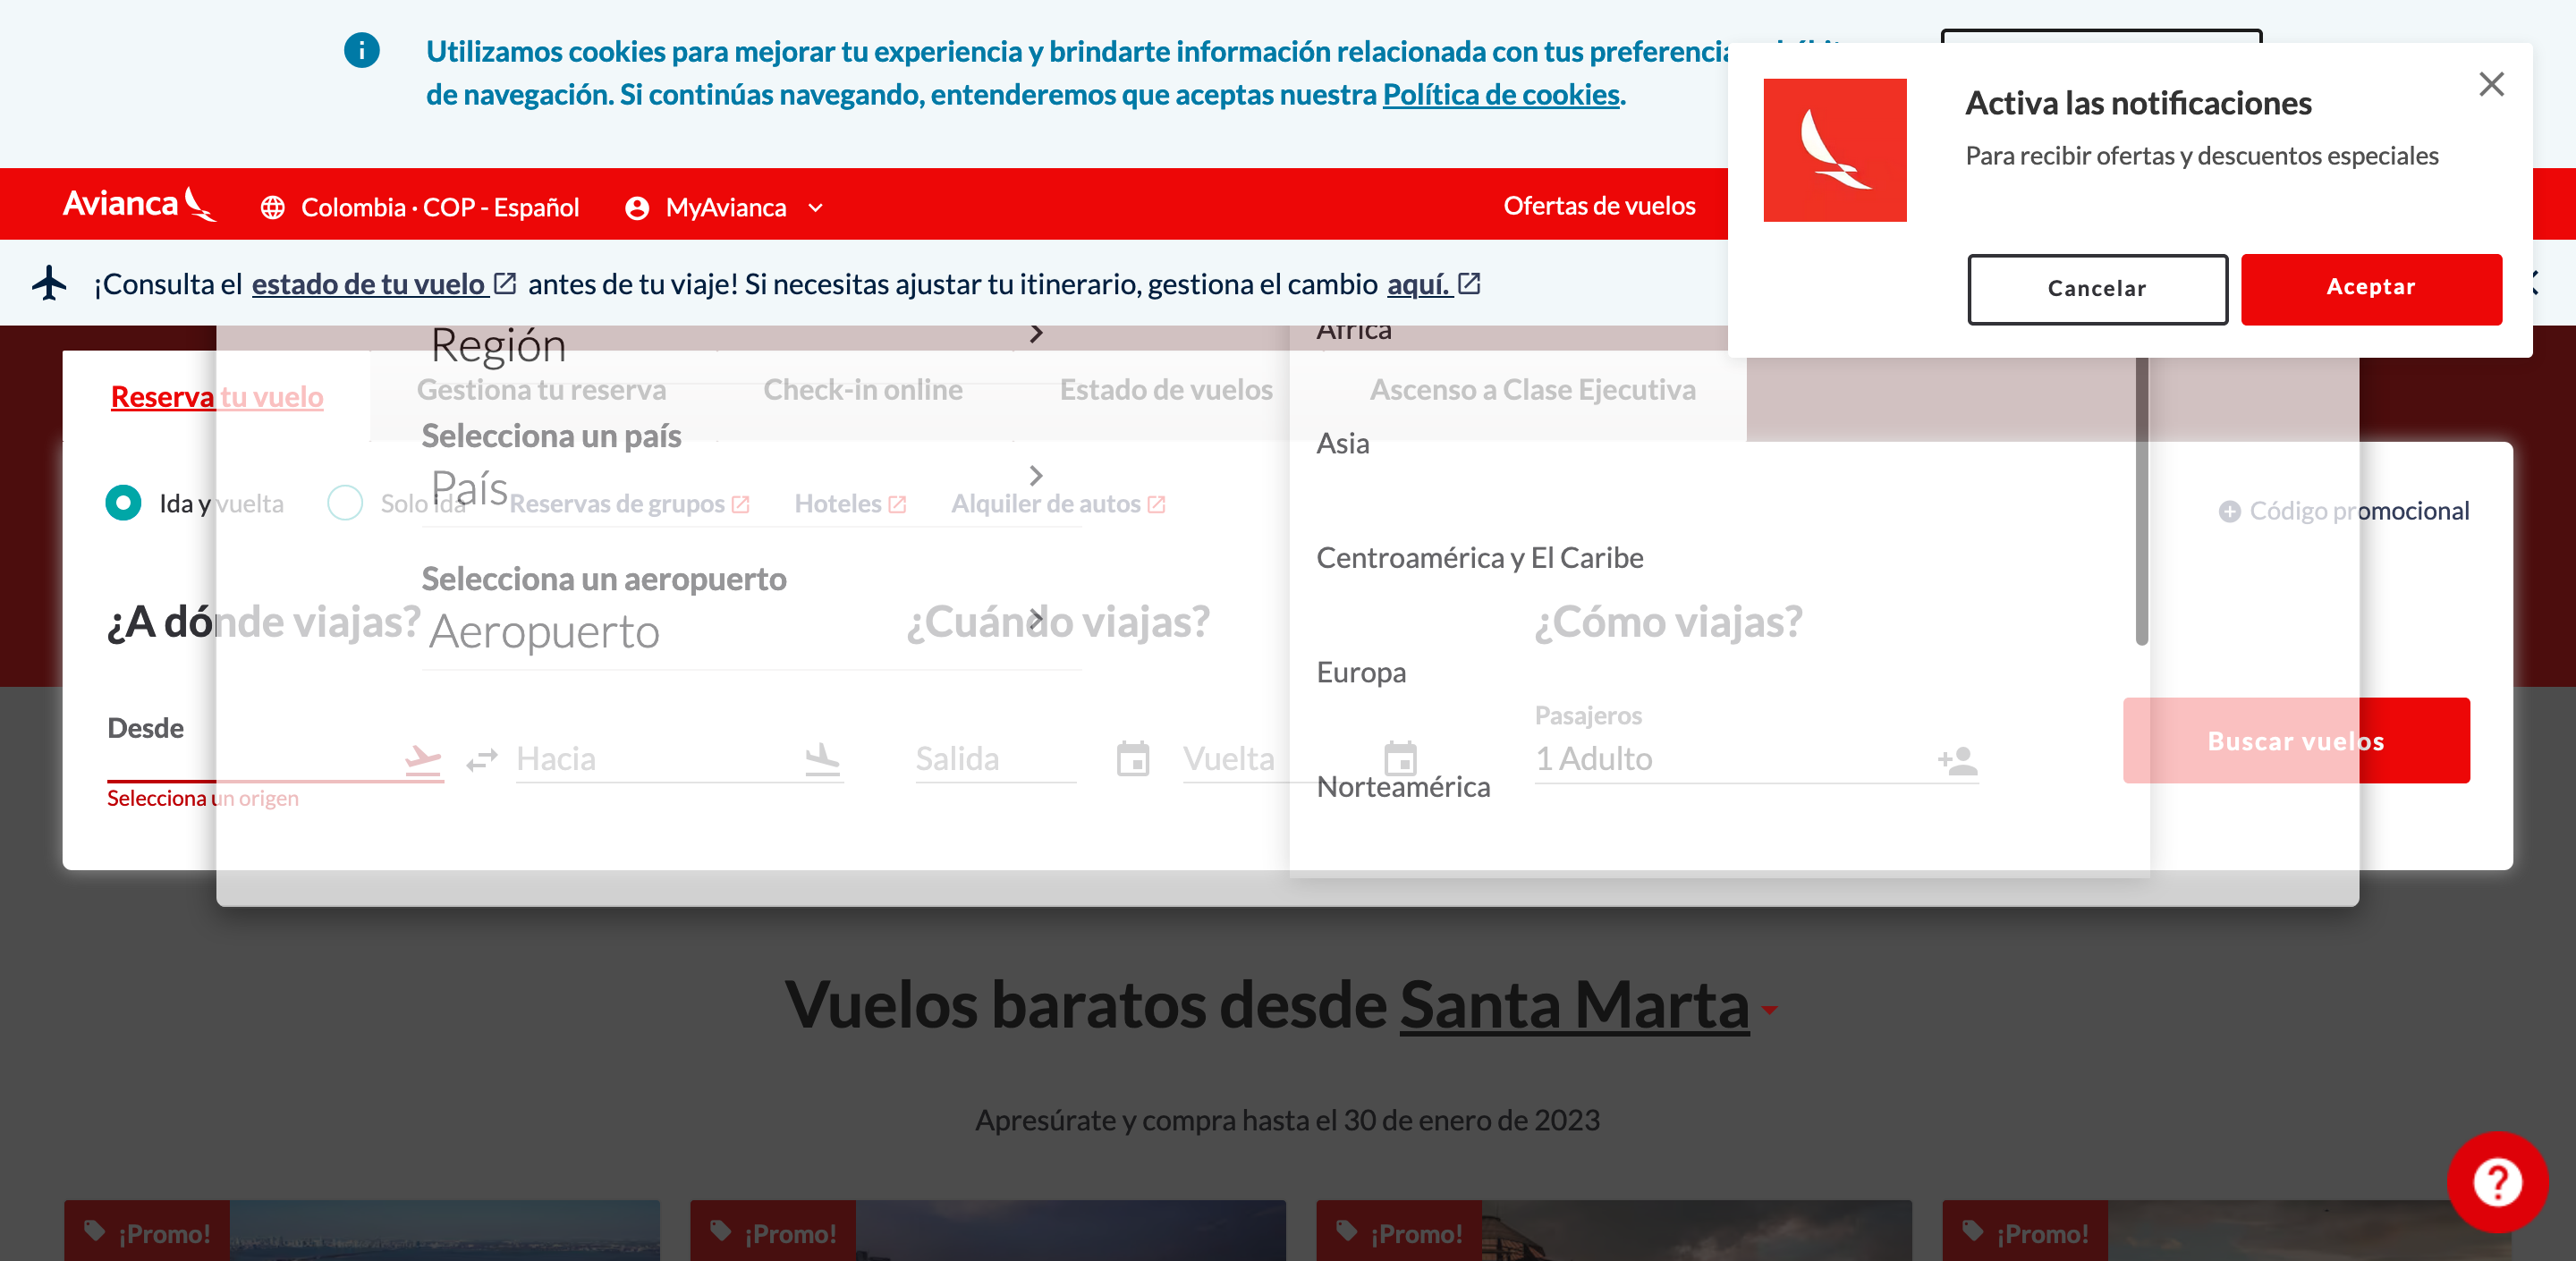 Utilizamos cookies para mejorar tu experiencia y brindarte información relacionada con tus
de navegación. Si continúas navegando, entenderemos que aceptas nuestra Política de cookies.
Activa las notificaciones
Para recibir ofertas y descuentos especiales
Cancelar
Aceptar
Avianca
Colombia · COP - Español
MyAvianca
Ofertas de vuelos
¡Consulta el estado de tu vuelo antes de tu viaje! Si necesitas ajustar tu itinerario, gestiona el cambio aquí.
Región
África
Reserva tu vuelo
Gestiona tu reserva
Check-in online
Estado de vuelos
Ascenso a Clase Ejecutiva
Selecciona un país
Asia
País
Ida y vuelta
Solo ida
Reservas de grupos
Hoteles
Alquiler de autos
Código promocional
Centroamérica y El Caribe
Selecciona un aeropuerto
Aeropuerto
¿A dónde viajas?
¿Cuándo viajas?
¿Cómo viajas?
Europa
Desde
Pasajeros
Hacia
Salida
Vuelta
1 Adulto
Buscar vuelos
Norteamérica
Selecciona un origen
Vuelos baratos desde Santa Marta
Apresúrate y compra hasta el 30 de enero de 2023
¡Promo!
¡Promo!
¡Promo!
¡Promo!